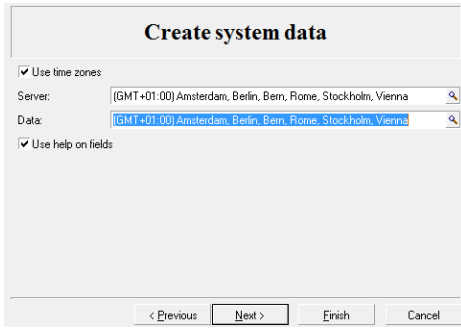 Create system data
Use time zones
Server: (GMT+01:00) Amsterdam, Berlin, Bern, Rome, Stockholm, Vienna
Data: (GMT+01:00) Amsterdam, Berlin, Bern, Rome, Stockholm, Vienna
Use help on fields
< Previous Next > Finish Cancel